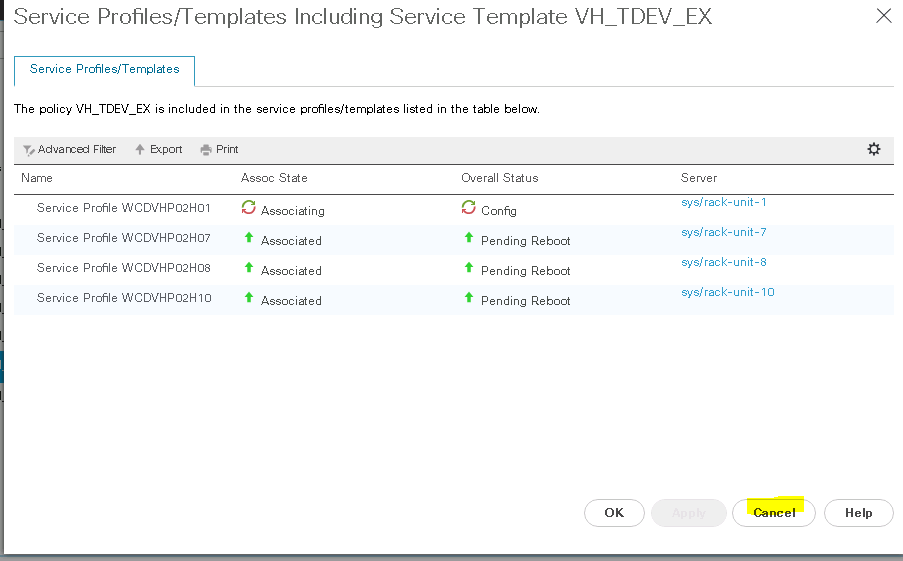 Service Profiles/Templates Including Service Template VH_TDEV_EX
Service Profiles/Templates
The policy VH_TDEV_EX is included in the service profiles/templates listed in the table below.
Advanced Filter Export Print
Name Assoc State Overall Status Server
Service Profile WCDVHP02H01 Associating Config sys/rack-unit-1
Service Profile WCDVHP02H07 Associated Pending Reboot sys/rack-unit-7
Service Profile WCDVHP02H08 Associated Pending Reboot sys/rack-unit-8
Service Profile WCDVHP02H10 Associated Pending Reboot sys/rack-unit-10
OK Apply Cancel Help